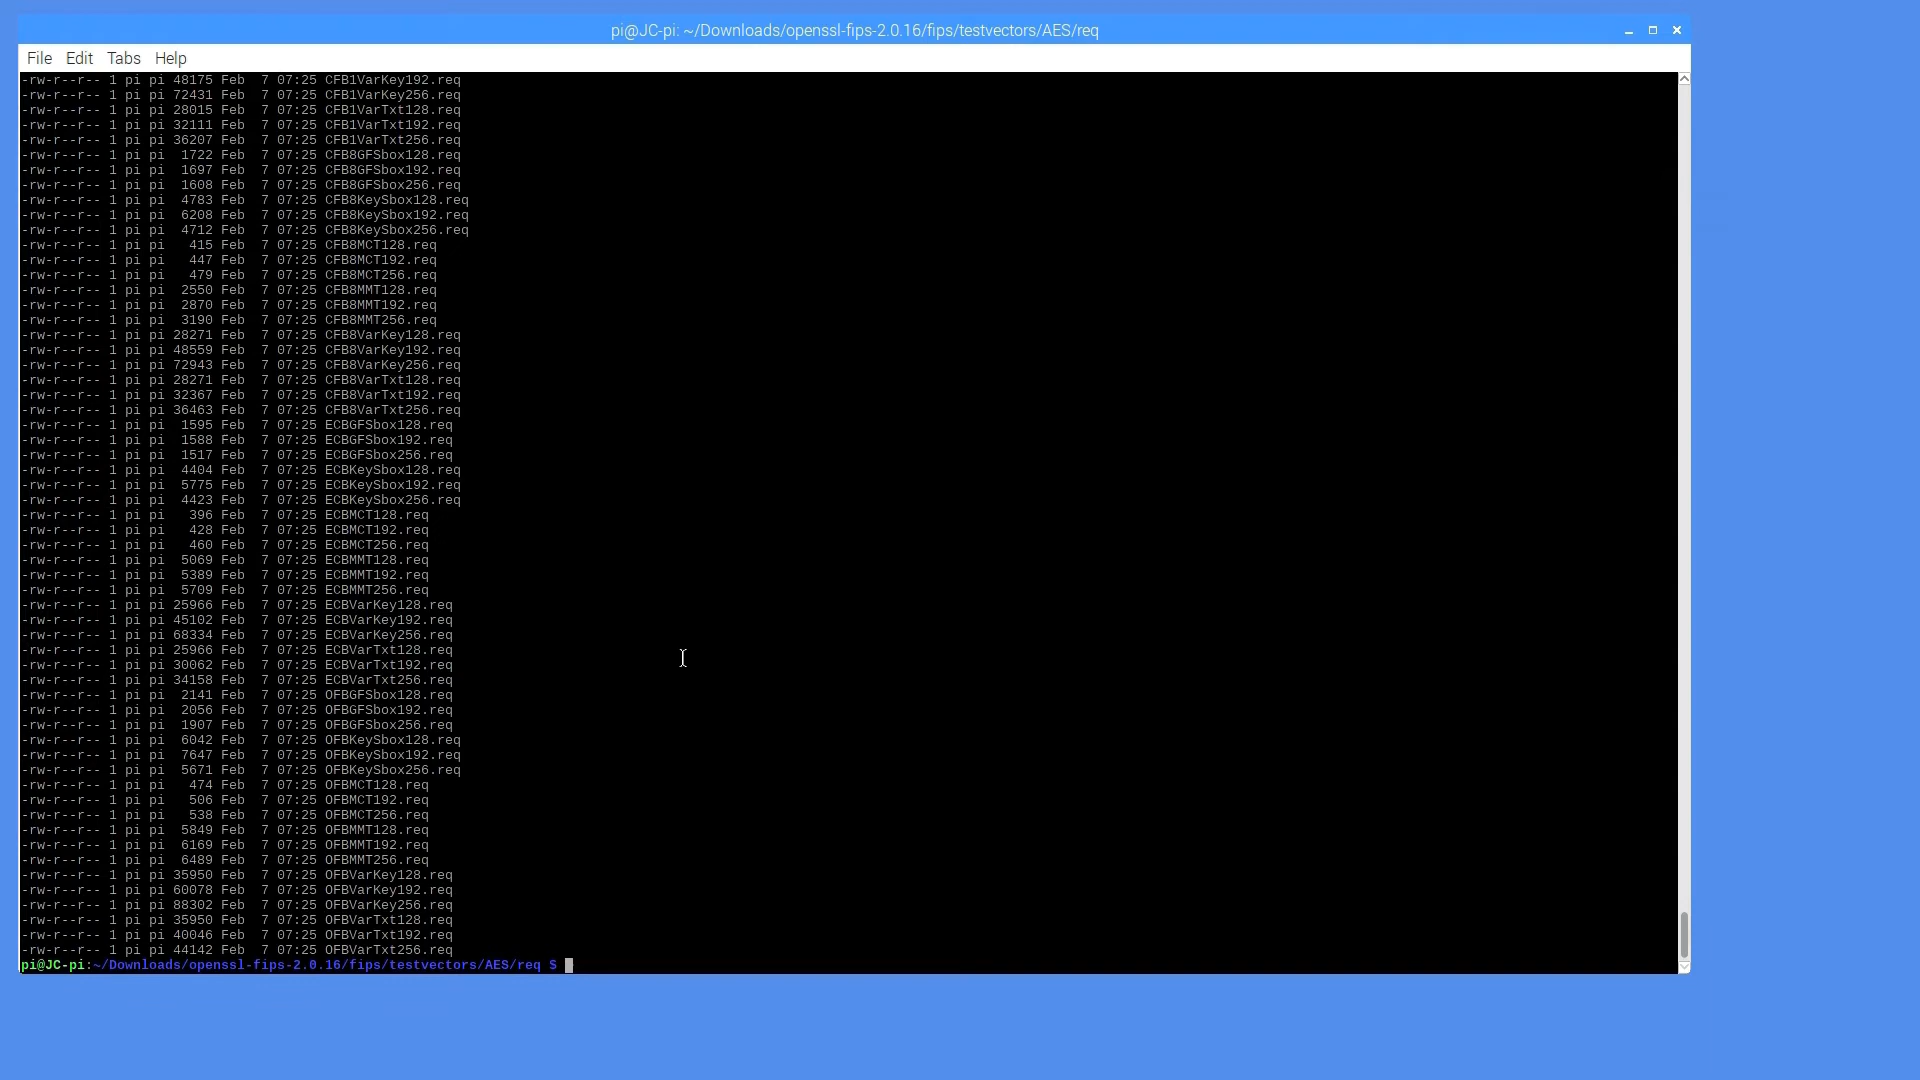 pi@JC-pi: ~/Downloads/openssl-fips-2.0.16/fips/testvectors/AES/req
File Edit Tabs Help
-rw-r--r-- 1 pi pi 48175 Feb  7 07:25 CFB1VarKey192.req
-rw-r--r-- 1 pi pi 72431 Feb  7 07:25 CFB1VarKey256.req
-rw-r--r-- 1 pi pi 28015 Feb  7 07:25 CFB1VarTxt128.req
-rw-r--r-- 1 pi pi 32111 Feb  7 07:25 CFB1VarTxt192.req
-rw-r--r-- 1 pi pi 36207 Feb  7 07:25 CFB1VarTxt256.req
-rw-r--r-- 1 pi pi  1722 Feb  7 07:25 CFB8GFSbox128.req
-rw-r--r-- 1 pi pi  1697 Feb  7 07:25 CFB8GFSbox192.req
-rw-r--r-- 1 pi pi  1608 Feb  7 07:25 CFB8GFSbox256.req
-rw-r--r-- 1 pi pi  4783 Feb  7 07:25 CFB8KeySbox128.req
-rw-r--r-- 1 pi pi  6208 Feb  7 07:25 CFB8KeySbox192.req
-rw-r--r-- 1 pi pi  4712 Feb  7 07:25 CFB8KeySbox256.req
-rw-r--r-- 1 pi pi   415 Feb  7 07:25 CFB8MCT128.req
-rw-r--r-- 1 pi pi   447 Feb  7 07:25 CFB8MCT192.req
-rw-r--r-- 1 pi pi   479 Feb  7 07:25 CFB8MCT256.req
-rw-r--r-- 1 pi pi  2550 Feb  7 07:25 CFB8MMT128.req
-rw-r--r-- 1 pi pi  2870 Feb  7 07:25 CFB8MMT192.req
-rw-r--r-- 1 pi pi  3190 Feb  7 07:25 CFB8MMT256.req
-rw-r--r-- 1 pi pi 28271 Feb  7 07:25 CFB8VarKey128.req
-rw-r--r-- 1 pi pi 48559 Feb  7 07:25 CFB8VarKey192.req
-rw-r--r-- 1 pi pi 72943 Feb  7 07:25 CFB8VarKey256.req
-rw-r--r-- 1 pi pi 28271 Feb  7 07:25 CFB8VarTxt128.req
-rw-r--r-- 1 pi pi 32367 Feb  7 07:25 CFB8VarTxt192.req
-rw-r--r-- 1 pi pi 36463 Feb  7 07:25 CFB8VarTxt256.req
-rw-r--r-- 1 pi pi  1595 Feb  7 07:25 ECBGFSbox128.req
-rw-r--r-- 1 pi pi  1588 Feb  7 07:25 ECBGFSbox192.req
-rw-r--r-- 1 pi pi  1517 Feb  7 07:25 ECBGFSbox256.req
-rw-r--r-- 1 pi pi  4404 Feb  7 07:25 ECBKeySbox128.req
-rw-r--r-- 1 pi pi  5775 Feb  7 07:25 ECBKeySbox192.req
-rw-r--r-- 1 pi pi  4423 Feb  7 07:25 ECBKeySbox256.req
-rw-r--r-- 1 pi pi   396 Feb  7 07:25 ECBMCT128.req
-rw-r--r-- 1 pi pi   428 Feb  7 07:25 ECBMCT192.req
-rw-r--r-- 1 pi pi   460 Feb  7 07:25 ECBMCT256.req
-rw-r--r-- 1 pi pi  5069 Feb  7 07:25 ECBMMT128.req
-rw-r--r-- 1 pi pi  5389 Feb  7 07:25 ECBMMT192.req
-rw-r--r-- 1 pi pi  5709 Feb  7 07:25 ECBMMT256.req
-rw-r--r-- 1 pi pi 25966 Feb  7 07:25 ECBVarKey128.req
-rw-r--r-- 1 pi pi 45102 Feb  7 07:25 ECBVarKey192.req
-rw-r--r-- 1 pi pi 68334 Feb  7 07:25 ECBVarKey256.req
-rw-r--r-- 1 pi pi 25966 Feb  7 07:25 ECBVarTxt128.req
-rw-r--r-- 1 pi pi 30062 Feb  7 07:25 ECBVarTxt192.req
-rw-r--r-- 1 pi pi 34158 Feb  7 07:25 ECBVarTxt256.req
-rw-r--r-- 1 pi pi  2141 Feb  7 07:25 OFBGFSbox128.req
-rw-r--r-- 1 pi pi  2056 Feb  7 07:25 OFBGFSbox192.req
-rw-r--r-- 1 pi pi  1907 Feb  7 07:25 OFBGFSbox256.req
-rw-r--r-- 1 pi pi  6042 Feb  7 07:25 OFBKeySbox128.req
-rw-r--r-- 1 pi pi  7647 Feb  7 07:25 OFBKeySbox192.req
-rw-r--r-- 1 pi pi  5671 Feb  7 07:25 OFBKeySbox256.req
-rw-r--r-- 1 pi pi   474 Feb  7 07:25 OFBMCT128.req
-rw-r--r-- 1 pi pi   506 Feb  7 07:25 OFBMCT192.req
-rw-r--r-- 1 pi pi   538 Feb  7 07:25 OFBMCT256.req
-rw-r--r-- 1 pi pi  5849 Feb  7 07:25 OFBMMT128.req
-rw-r--r-- 1 pi pi  6169 Feb  7 07:25 OFBMMT192.req
-rw-r--r-- 1 pi pi  6489 Feb  7 07:25 OFBMMT256.req
-rw-r--r-- 1 pi pi 35950 Feb  7 07:25 OFBVarKey128.req
-rw-r--r-- 1 pi pi 60078 Feb  7 07:25 OFBVarKey192.req
-rw-r--r-- 1 pi pi 88302 Feb  7 07:25 OFBVarKey256.req
-rw-r--r-- 1 pi pi 35950 Feb  7 07:25 OFBVarTxt128.req
-rw-r--r-- 1 pi pi 40046 Feb  7 07:25 OFBVarTxt192.req
-rw-r--r-- 1 pi pi 44142 Feb  7 07:25 OFBVarTxt256.req
pi@JC-pi:~/Downloads/openssl-fips-2.0.16/fips/testvectors/AES/req $